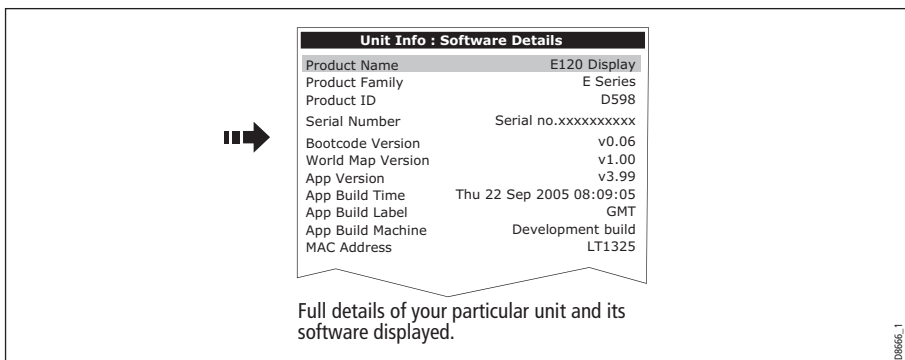 Unit Info : Software Details
Product Name E120 Display
Product Family E Series
Product ID D598
Serial Number Serial no.xxxxxxxxxx
Bootcode Version v0.06
World Map Version v1.00
App Version v3.99
App Build Time Thu 22 Sep 2005 08:09:05
App Build Label GMT
App Build Machine Development build
MAC Address LT1325
Full details of your particular unit and its
software displayed.
D8666_1